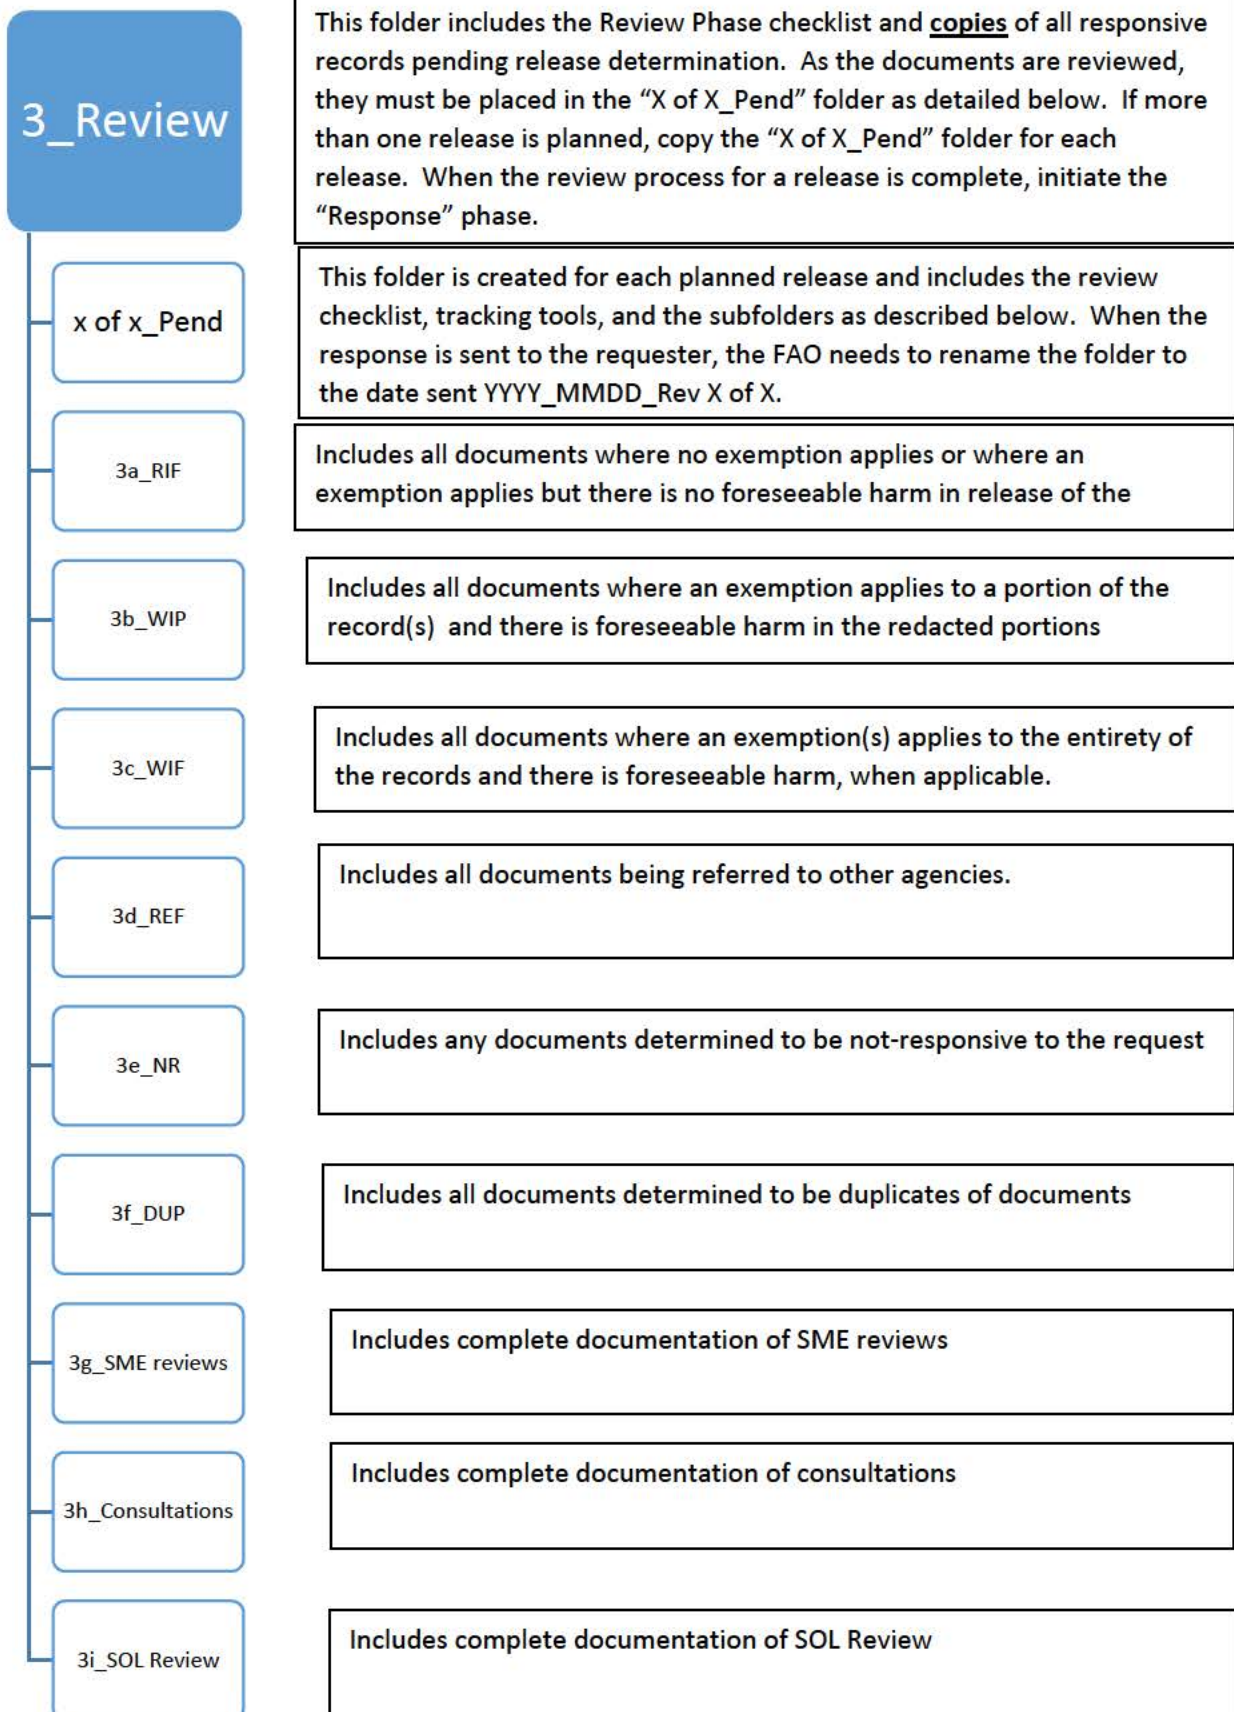 3_Review
This folder includes the Review Phase checklist and copies of all responsive
records pending release determination.  As the documents are reviewed,
they must be placed in the “X of X_Pend” folder as detailed below.  If more
than one release is planned, copy the “X of X_Pend” folder for each
release.  When the review process for a release is complete, initiate the
“Response” phase.
x of x_Pend
This folder is created for each planned release and includes the review
checklist, tracking tools, and the subfolders as described below.  When the
response is sent to the requester, the FAO needs to rename the folder to
the date sent YYYY_MMDD_Rev X of X.
3a_RIF
Includes all documents where no exemption applies or where an
exemption applies but there is no foreseeable harm in release of the
3b_WIP
Includes all documents where an exemption applies to a portion of the
record(s)  and there is foreseeable harm in the redacted portions
3c_WIF
Includes all documents where an exemption(s) applies to the entirety of
the records and there is foreseeable harm, when applicable.
3d_REF
Includes all documents being referred to other agencies.
3e_NR
Includes any documents determined to be not-responsive to the request
3f_DUP
Includes all documents determined to be duplicates of documents
3g_SME reviews
Includes complete documentation of SME reviews
3h_Consultations
Includes complete documentation of consultations
3i_SOL Review
Includes complete documentation of SOL Review